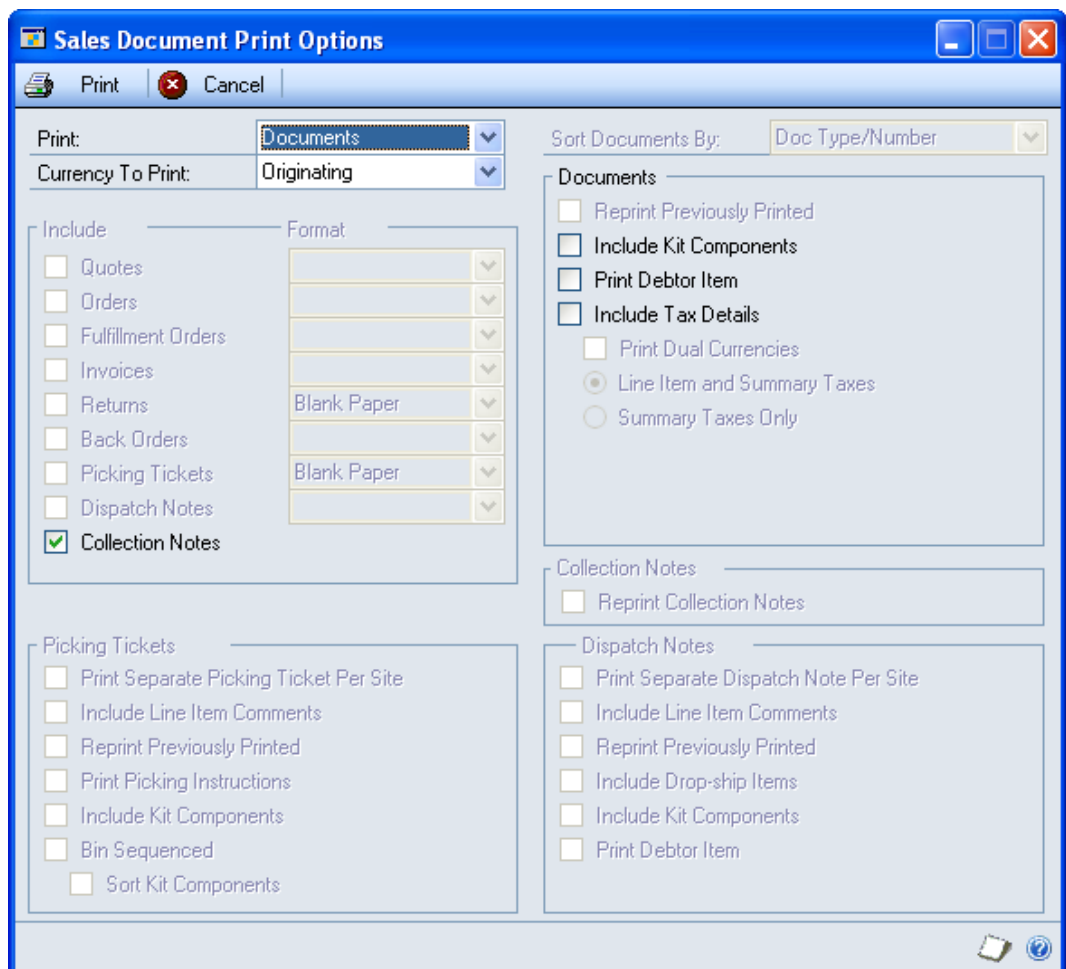 Sales Document Print Options
Print
Cancel
Print:
Documents
Currency To Print:
Originating
Sort Documents By:
Doc Type/Number
Include
Format
Quotes
Orders
Fulfillment Orders
Invoices
Returns
Blank Paper
Back Orders
Picking Tickets
Blank Paper
Dispatch Notes
Collection Notes
Documents
Reprint Previously Printed
Include Kit Components
Print Debtor Item
Include Tax Details
Print Dual Currencies
Line Item and Summary Taxes
Summary Taxes Only
Collection Notes
Reprint Collection Notes
Picking Tickets
Print Separate Picking Ticket Per Site
Include Line Item Comments
Reprint Previously Printed
Print Picking Instructions
Include Kit Components
Bin Sequenced
Sort Kit Components
Dispatch Notes
Print Separate Dispatch Note Per Site
Include Line Item Comments
Reprint Previously Printed
Include Drop-ship Items
Include Kit Components
Print Debtor Item